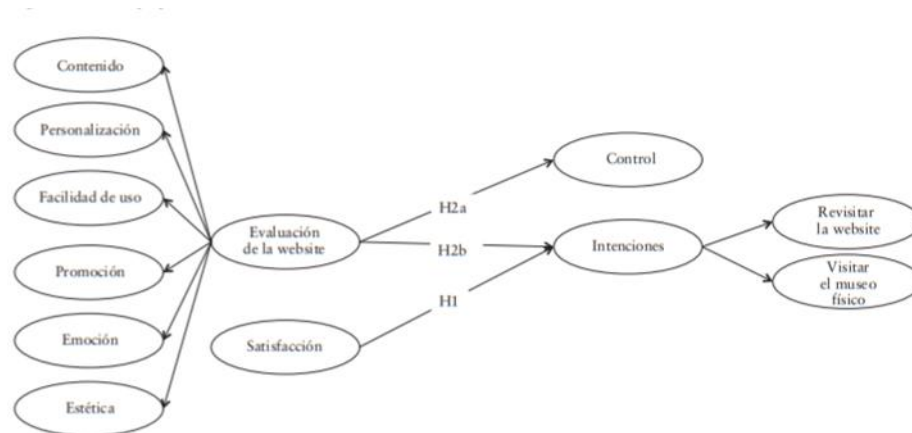 Contenido
Personalización
Facilidad de uso
Promoción
Emoción
Estética
Evaluación
de la website
Satisfacción
H2a
H2b
H1
Control
Intenciones
Revisitar
la website
Visitar
el museo
físico